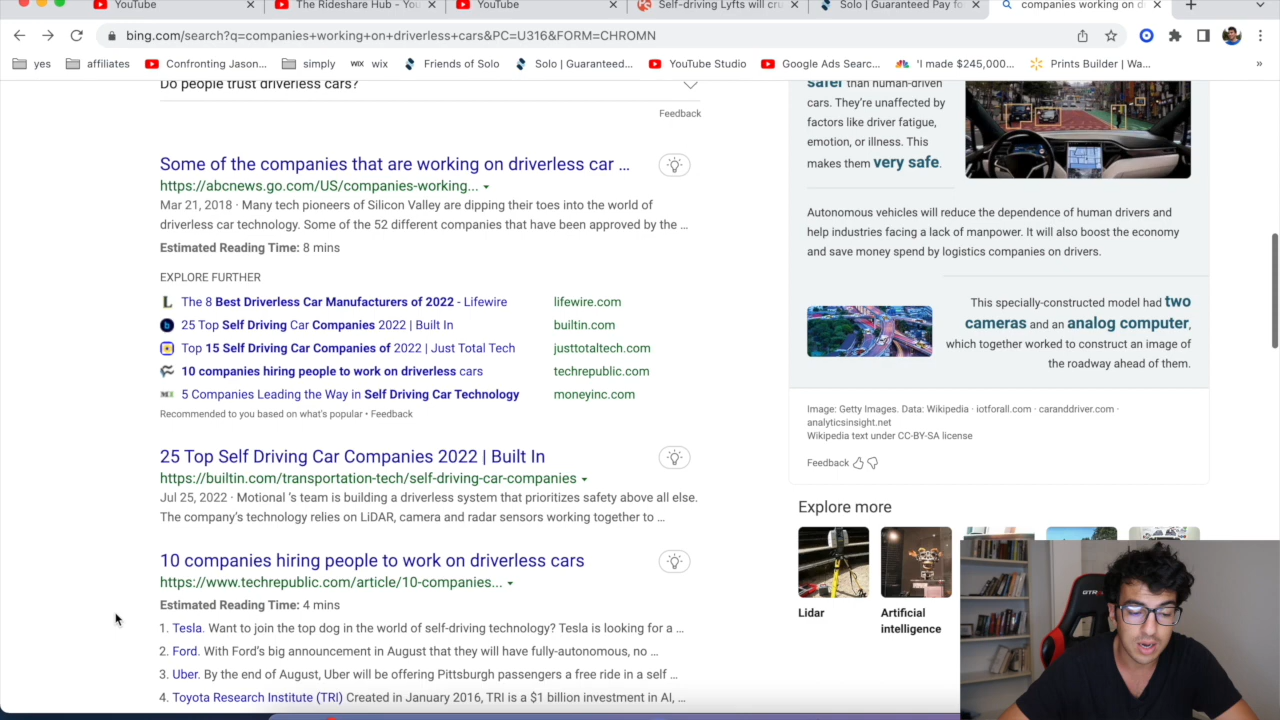 YouTube
The Rideshare Hub - Yo
YouTube
Self-driving Lyfts will cru
Solo | Guaranteed Pay fo
companies working on d
bing.com/search?q=companies+working+on+driverless+cars&PC=U316&FORM=CHROMN
yes
affiliates
Confronting Jason...
simply
WIX wix
Friends of Solo
Solo | Guaranteed...
YouTube Studio
Google Ads Searc...
'I made $245,000...
Prints Builder | Wa...
»
Do people trust driverless cars?
Feedback
Some of the companies that are working on driverless car ...
https://abcnews.go.com/US/companies-working...
Mar 21, 2018 · Many tech pioneers of Silicon Valley are dipping their toes into the world of
driverless car technology. Some of the 52 different companies that have been approved by the ...
Estimated Reading Time: 8 mins
EXPLORE FURTHER
The 8 Best Driverless Car Manufacturers of 2022 - Lifewire lifewire.com
25 Top Self Driving Car Companies 2022 | Built In builtin.com
Top 15 Self Driving Car Companies of 2022 | Just Total Tech justtotaltech.com
10 companies hiring people to work on driverless cars techrepublic.com
5 Companies Leading the Way in Self Driving Car Technology moneyinc.com
Recommended to you based on what's popular • Feedback
25 Top Self Driving Car Companies 2022 | Built In
https://builtin.com/transportation-tech/self-driving-car-companies
Jul 25, 2022 · Motional 's team is building a driverless system that prioritizes safety above all else.
The company's technology relies on LiDAR, camera and radar sensors working together to ...
10 companies hiring people to work on driverless cars
https://www.techrepublic.com/article/10-companies...
Estimated Reading Time: 4 mins
1. Tesla. Want to join the top dog in the world of self-driving technology? Tesla is looking for a ...
2. Ford. With Ford's big announcement in August that they will have fully-autonomous, no ...
3. Uber. By the end of August, Uber will be offering Pittsburgh passengers a free ride in a self ...
4. Toyota Research Institute (TRI) Created in January 2016, TRI is a $1 billion investment in AI, ...
safer than human-driven
cars. They're unaffected by
factors like driver fatigue,
emotion, or illness. This
makes them very safe.
Autonomous vehicles will reduce the dependence of human drivers and
help industries facing a lack of manpower. It will also boost the economy
and save money spend by logistics companies on drivers.
This specially-constructed model had two
cameras and an analog computer,
which together worked to construct an image of
the roadway ahead of them.
Image: Getty Images. Data: Wikipedia · iotforall.com · caranddriver.com ·
analyticsinsight.net
Wikipedia text under CC-BY-SA license
Feedback
Explore more
Lidar
Artificial
intelligence
GTR